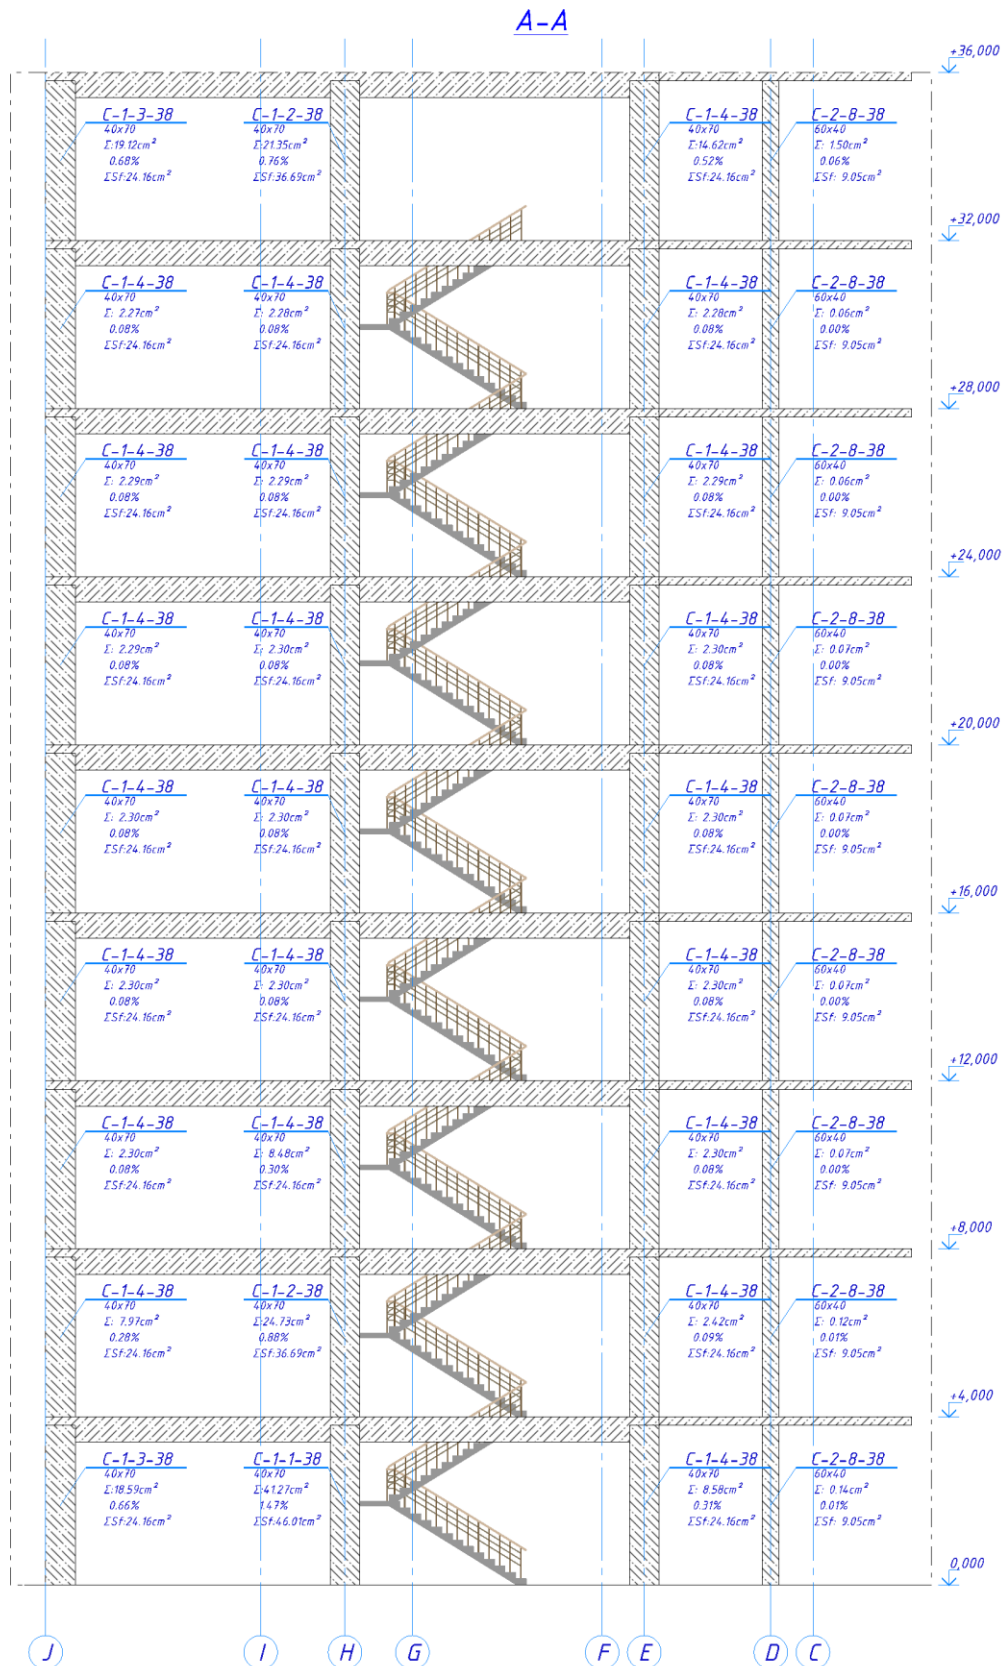 A-A
+36,000
C-1-3-38
40x70
Σ:19.12cm²
0.68%
ΣSf:24.16cm²
C-1-2-38
40x70
Σ:21.35cm²
0.76%
ΣSf:36.69cm²
C-1-4-38
40x70
Σ:14.62cm²
0.52%
ΣSf:24.16cm²
C-2-8-38
60x40
Σ: 1.50cm²
0.06%
ΣSf: 9.05cm²
+32,000
C-1-4-38
40x70
Σ: 2.27cm²
0.08%
ΣSf:24.16cm²
C-1-4-38
40x70
Σ: 2.28cm²
0.08%
ΣSf:24.16cm²
C-1-4-38
40x70
Σ: 2.28cm²
0.08%
ΣSf:24.16cm²
C-2-8-38
60x40
Σ: 0.06cm²
0.00%
ΣSf: 9.05cm²
+28,000
C-1-4-38
40x70
Σ: 2.29cm²
0.08%
ΣSf:24.16cm²
C-1-4-38
40x70
Σ: 2.29cm²
0.08%
ΣSf:24.16cm²
C-1-4-38
40x70
Σ: 2.29cm²
0.08%
ΣSf:24.16cm²
C-2-8-38
60x40
Σ: 0.06cm²
0.00%
ΣSf: 9.05cm²
+24,000
C-1-4-38
40x70
Σ: 2.29cm²
0.08%
ΣSf:24.16cm²
C-1-4-38
40x70
Σ: 2.30cm²
0.08%
ΣSf:24.16cm²
C-1-4-38
40x70
Σ: 2.30cm²
0.08%
ΣSf:24.16cm²
C-2-8-38
60x40
Σ: 0.07cm²
0.00%
ΣSf: 9.05cm²
+20,000
C-1-4-38
40x70
Σ: 2.30cm²
0.08%
ΣSf:24.16cm²
C-1-4-38
40x70
Σ: 2.30cm²
0.08%
ΣSf:24.16cm²
C-1-4-38
40x70
Σ: 2.30cm²
0.08%
ΣSf:24.16cm²
C-2-8-38
60x40
Σ: 0.07cm²
0.00%
ΣSf: 9.05cm²
+16,000
C-1-4-38
40x70
Σ: 2.30cm²
0.08%
ΣSf:24.16cm²
C-1-4-38
40x70
Σ: 2.30cm²
0.08%
ΣSf:24.16cm²
C-1-4-38
40x70
Σ: 2.30cm²
0.08%
ΣSf:24.16cm²
C-2-8-38
60x40
Σ: 0.07cm²
0.00%
ΣSf: 9.05cm²
+12,000
C-1-4-38
40x70
Σ: 2.30cm²
0.08%
ΣSf:24.16cm²
C-1-4-38
40x70
Σ: 8.48cm²
0.30%
ΣSf:24.16cm²
C-1-4-38
40x70
Σ: 2.30cm²
0.08%
ΣSf:24.16cm²
C-2-8-38
60x40
Σ: 0.07cm²
0.00%
ΣSf: 9.05cm²
+8,000
C-1-4-38
40x70
Σ: 7.97cm²
0.28%
ΣSf:24.16cm²
C-1-2-38
40x70
Σ:24.73cm²
0.88%
ΣSf:36.69cm²
C-1-4-38
40x70
Σ: 2.42cm²
0.09%
ΣSf:24.16cm²
C-2-8-38
60x40
Σ: 0.12cm²
0.01%
ΣSf: 9.05cm²
+4,000
C-1-3-38
40x70
Σ:18.59cm²
0.66%
ΣSf:24.16cm²
C-1-1-38
40x70
Σ:41.27cm²
1.47%
ΣSf:46.01cm²
C-1-4-38
40x70
Σ: 8.58cm²
0.31%
ΣSf:24.16cm²
C-2-8-38
60x40
Σ: 0.14cm²
0.01%
ΣSf: 9.05cm²
0,000
J I H G F E D C